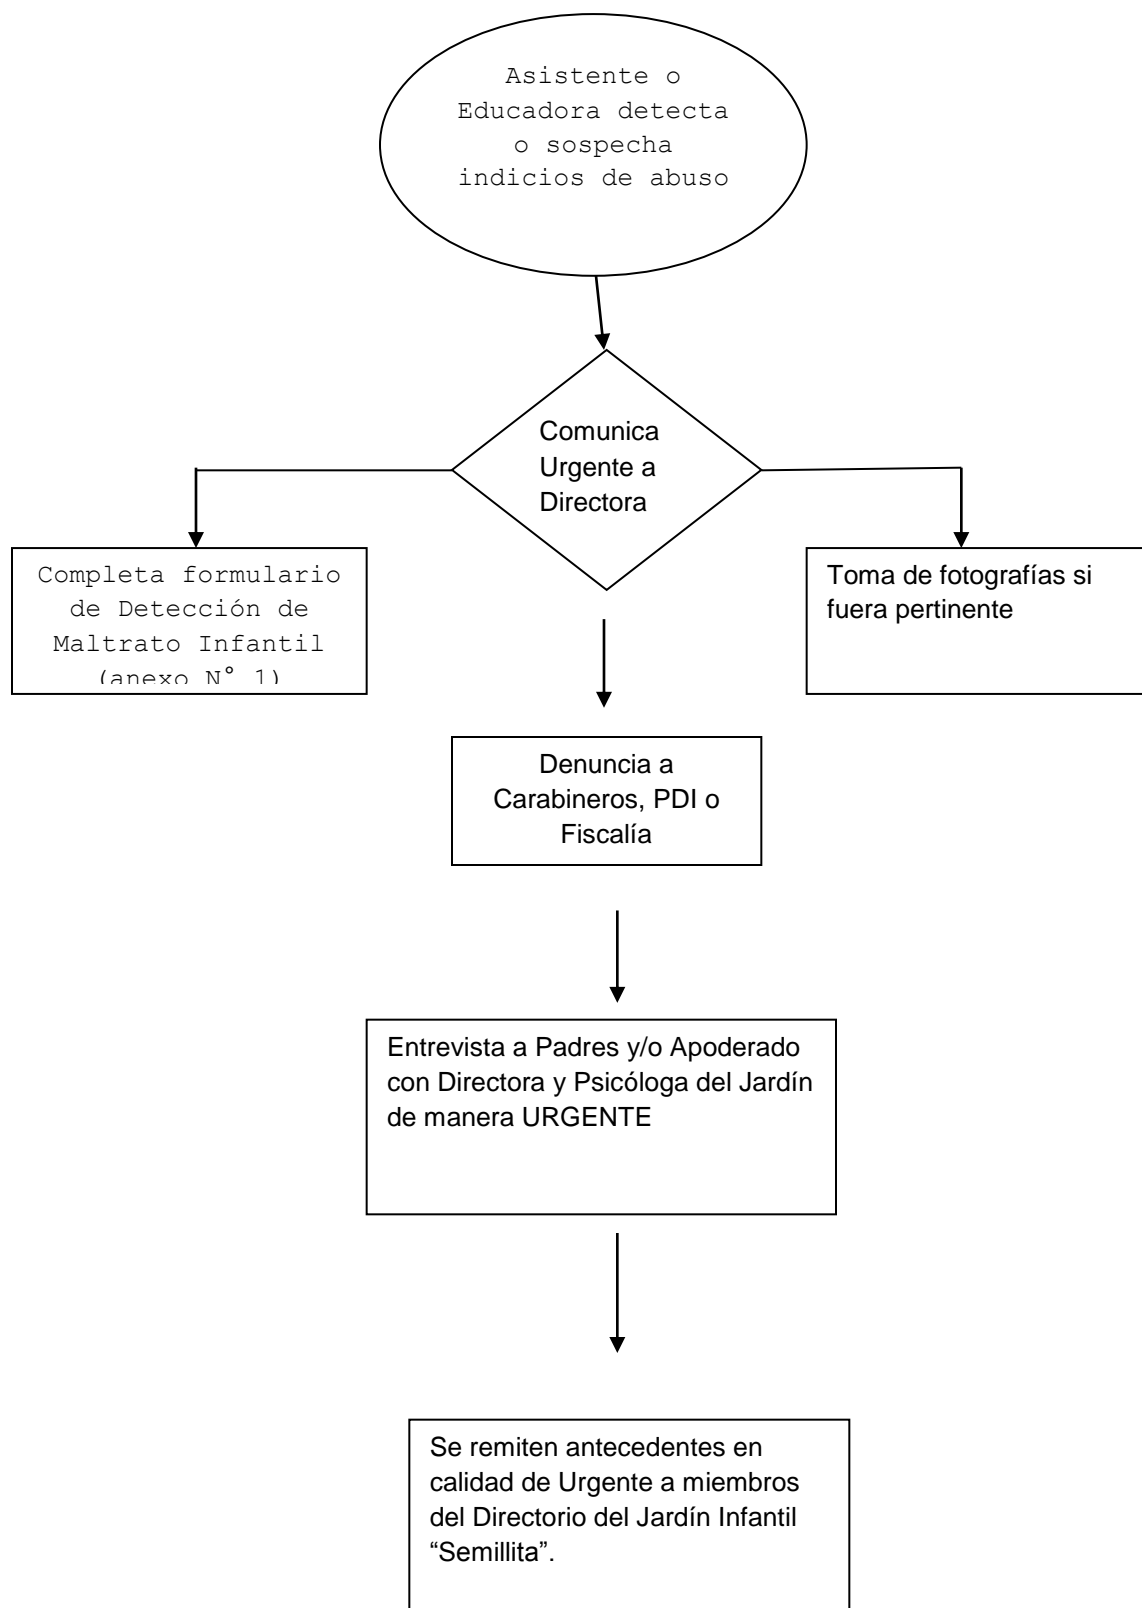 Asistente o
Educadora detecta
o sospecha
indicios de abuso
Comunica
Urgente a
Directora
Completa formulario
de Detección de
Maltrato Infantil
(anexo N° 1)
Toma de fotografías si
fuera pertinente
Denuncia a
Carabineros, PDI o
Fiscalía
Entrevista a Padres y/o Apoderado
con Directora y Psicóloga del Jardín
de manera URGENTE
Se remiten antecedentes en
calidad de Urgente a miembros
del Directorio del Jardín Infantil
“Semillita”.